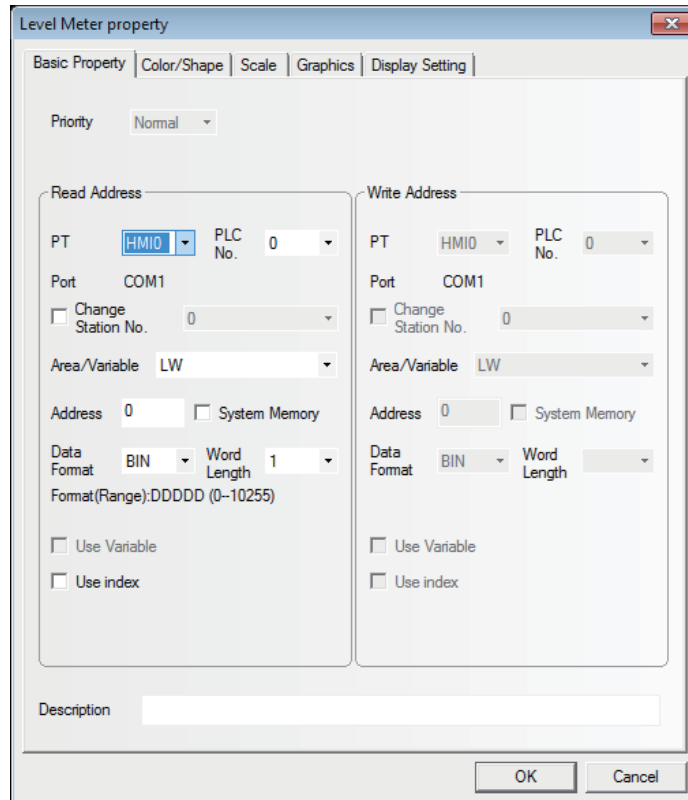 Level Meter property
Basic Property Color/Shape Scale Graphics Display Setting
Priority Normal
Read Address
PT HMI0 PLC No. 0
Port COM1
Change Station No. 0
Area/Variable LW
Address 0 System Memory
Data Format BIN Word Length 1
Format(Range):DDDDD (0--10255)
Use Variable
Use index
Write Address
PT HMI0 PLC No. 0
Port COM1
Change Station No. 0
Area/Variable LW
Address 0 System Memory
Data Format BIN Word Length
Use Variable
Use index
Description
OK Cancel